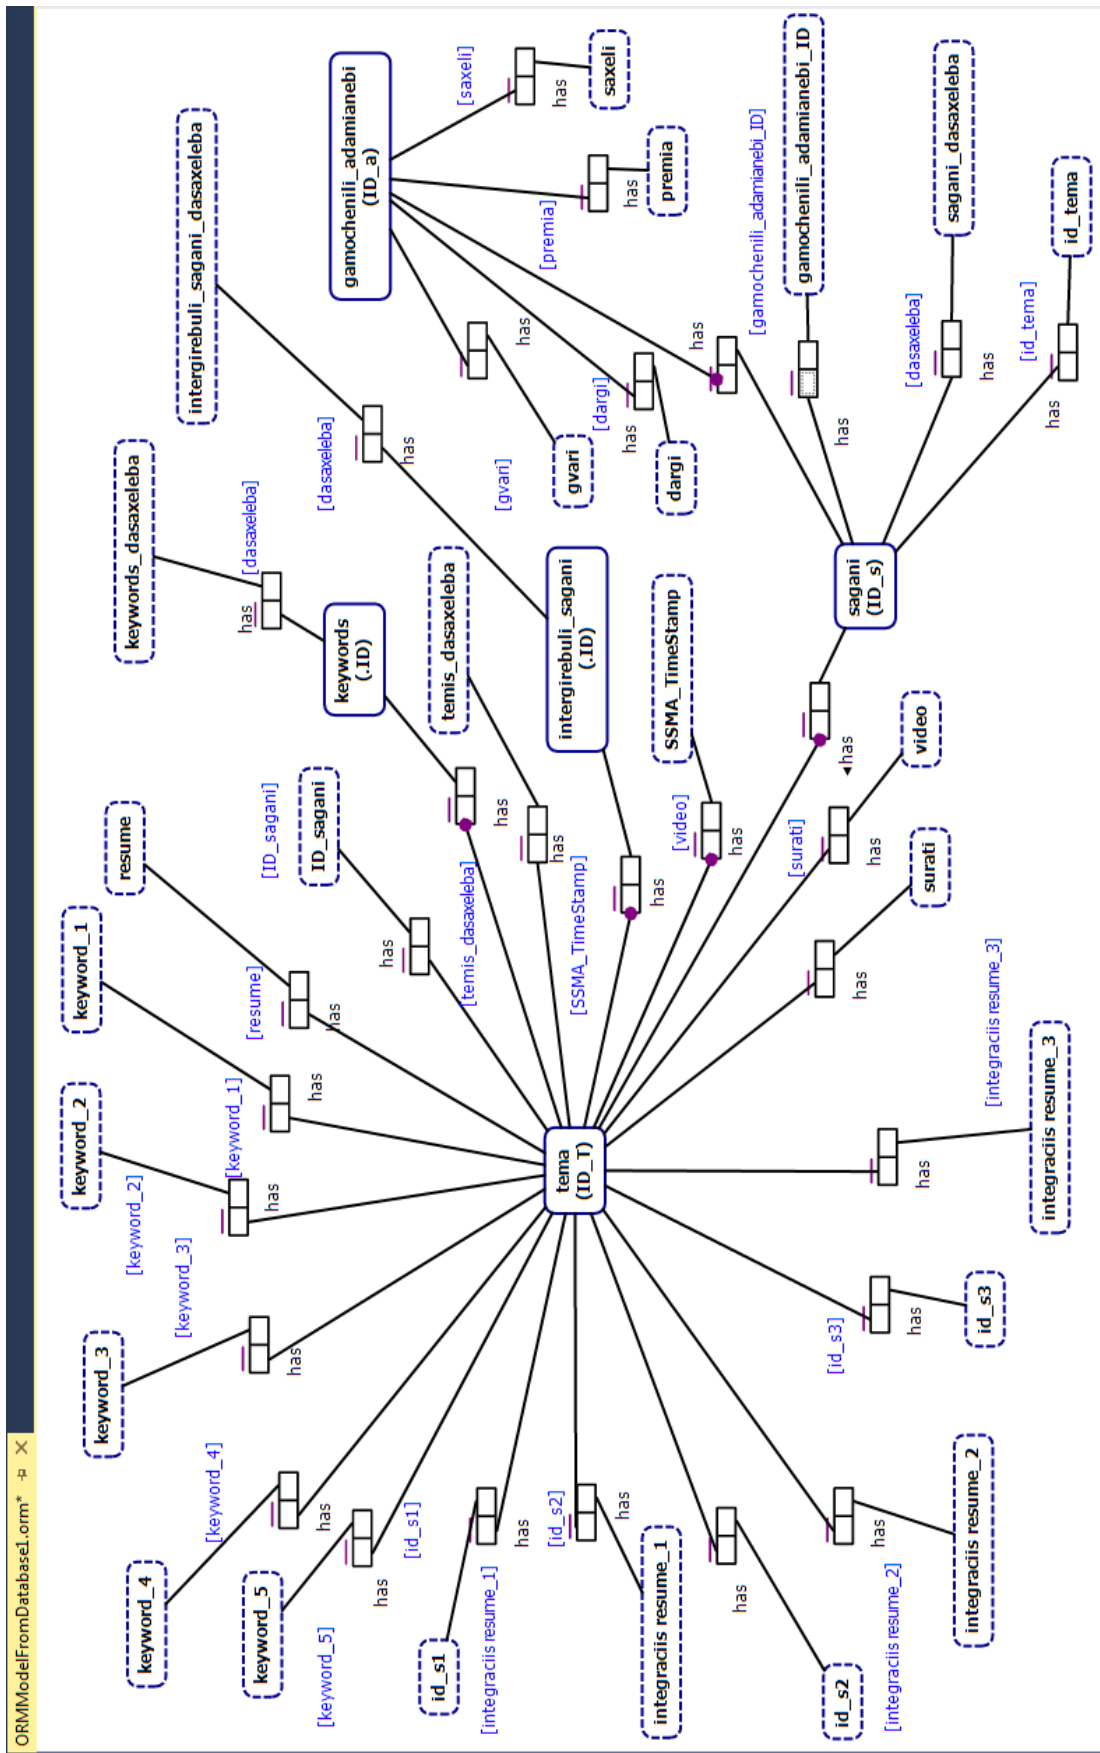 ORMModelFromDatabase1.orm*
keyword_2
keyword_1
keyword_3
resume
keyword_4
[keyword_2]
keywords_dasaxeleba
[keyword_3]
intergirebuli_sagani_dasaxeleba
[keyword_4]
[keyword_1]
has
keyword_5
[resume]
[dasaxeleba]
has
has
[ID_sagani]
has
has
ID_sagani
[keyword_5]
has
[dasaxeleba]
keywords
(.ID)
gamochenili_adamianebi
(ID_a)
has
has
has
[id_s1]
id_s1
temis_dasaxeleba
[saxeli]
[temis_dasaxeleba]
[integraciis resume_1]
has
has
[gvari]
has
[id_s2]
has
has
tema
(ID_T)
intergirebuli_sagani
(.ID)
gvari
[premia]
[SSMA_TimeStamp]
saxeli
has
[dargi]
has
has
integraciis resume_1
has
SSMA_TimeStamp
dargi
premia
[video]
has
has
has
[gamochenili_adamianebi_ID]
[surati]
gamochenili_adamianebi_ID
id_s2
[id_s3]
has
has
sagani
(ID_s)
has
has
has
[integraciis resume_2]
has
has
video
[dasaxeleba]
surati
sagani_dasaxeleba
integraciis resume_2
id_s3
has
[integraciis resume_3]
[id_tema]
integraciis resume_3
has
id_tema